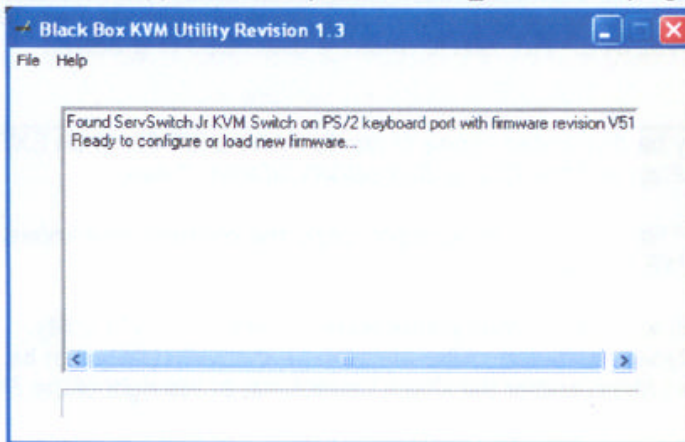 Black Box KVM Utility Revision 1.3
File Help
Found ServSwitch Jr KVM Switch on PS/2 keyboard port with firmware revision V51
Ready to configure or load new firmware...